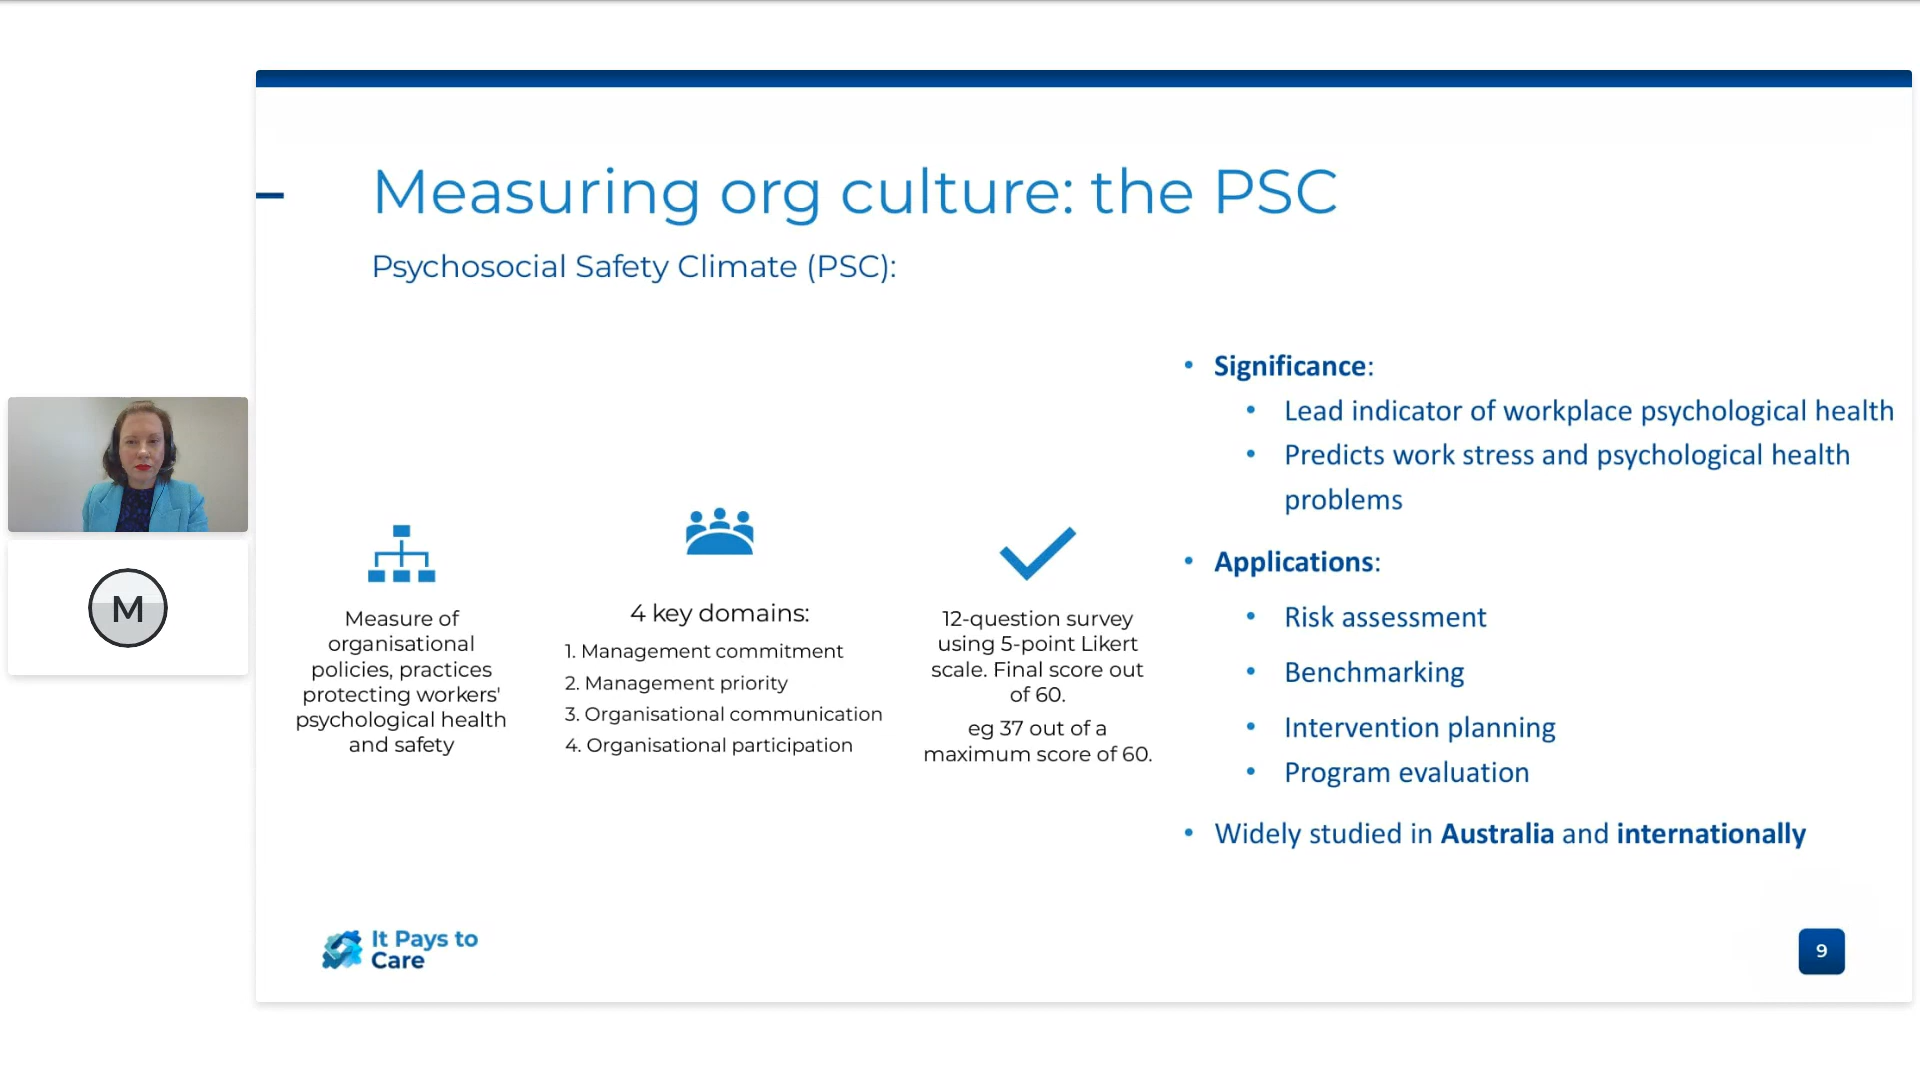 Measuring org culture: the PSC
Psychosocial Safety Climate (PSC):
Measure of
organisational
policies, practices
protecting workers'
psychological health
and safety
4 key domains:
1. Management commitment
2. Management priority
3. Organisational communication
4. Organisational participation
12-question survey
using 5-point Likert
scale. Final score out
of 60.
eg 37 out of a
maximum score of 60.
• Significance:
• Lead indicator of workplace psychological health
• Predicts work stress and psychological health
problems
• Applications:
• Risk assessment
• Benchmarking
• Intervention planning
• Program evaluation
• Widely studied in Australia and internationally
M
It Pays to
Care
9